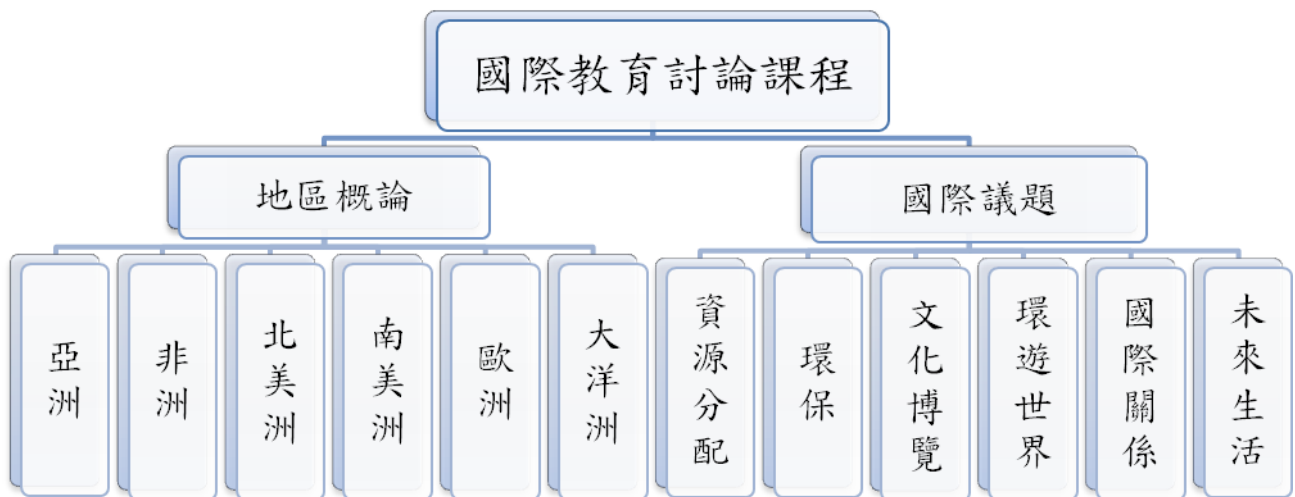 國際教育討論課程
地區概論
國際議題
亞洲
非洲
北美洲
南美洲
歐洲
大洋洲
資源分配
環保
文化博覽
環遊世界
國際關係
未來生活